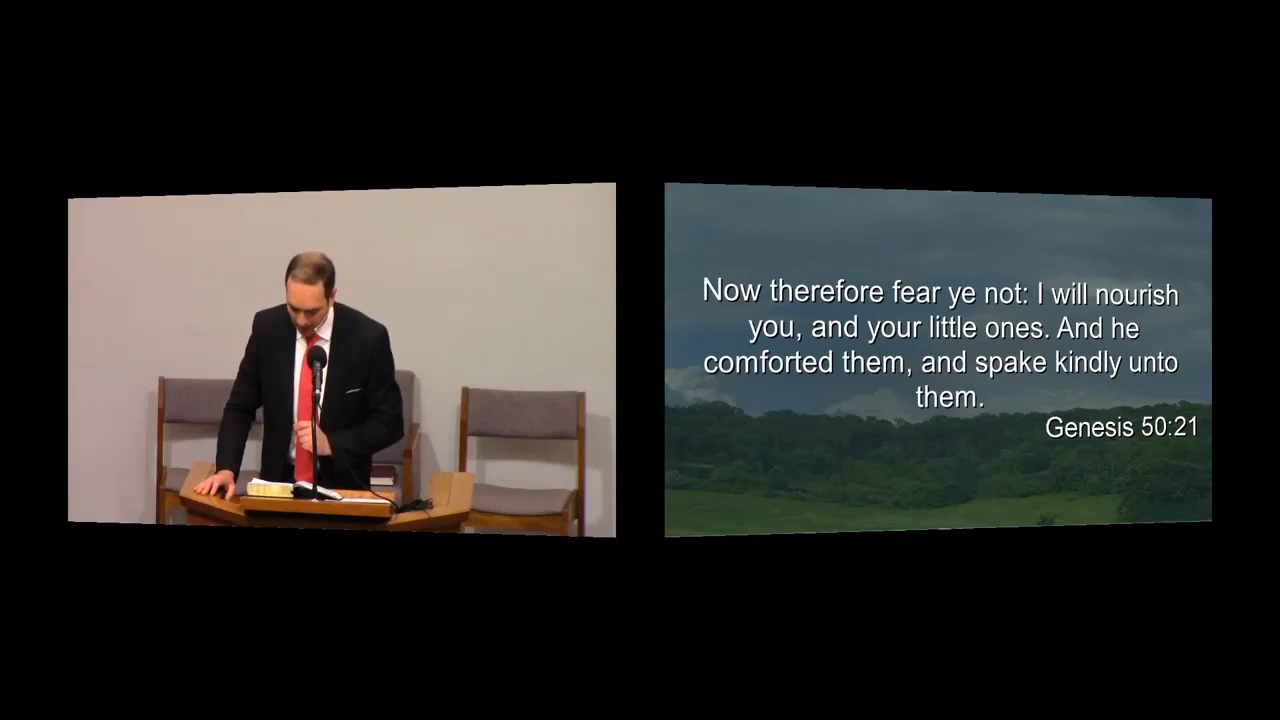 Now therefore fear ye not: I will nourish
you, and your little ones. And he
comforted them, and spake kindly unto
them.
Genesis 50:21